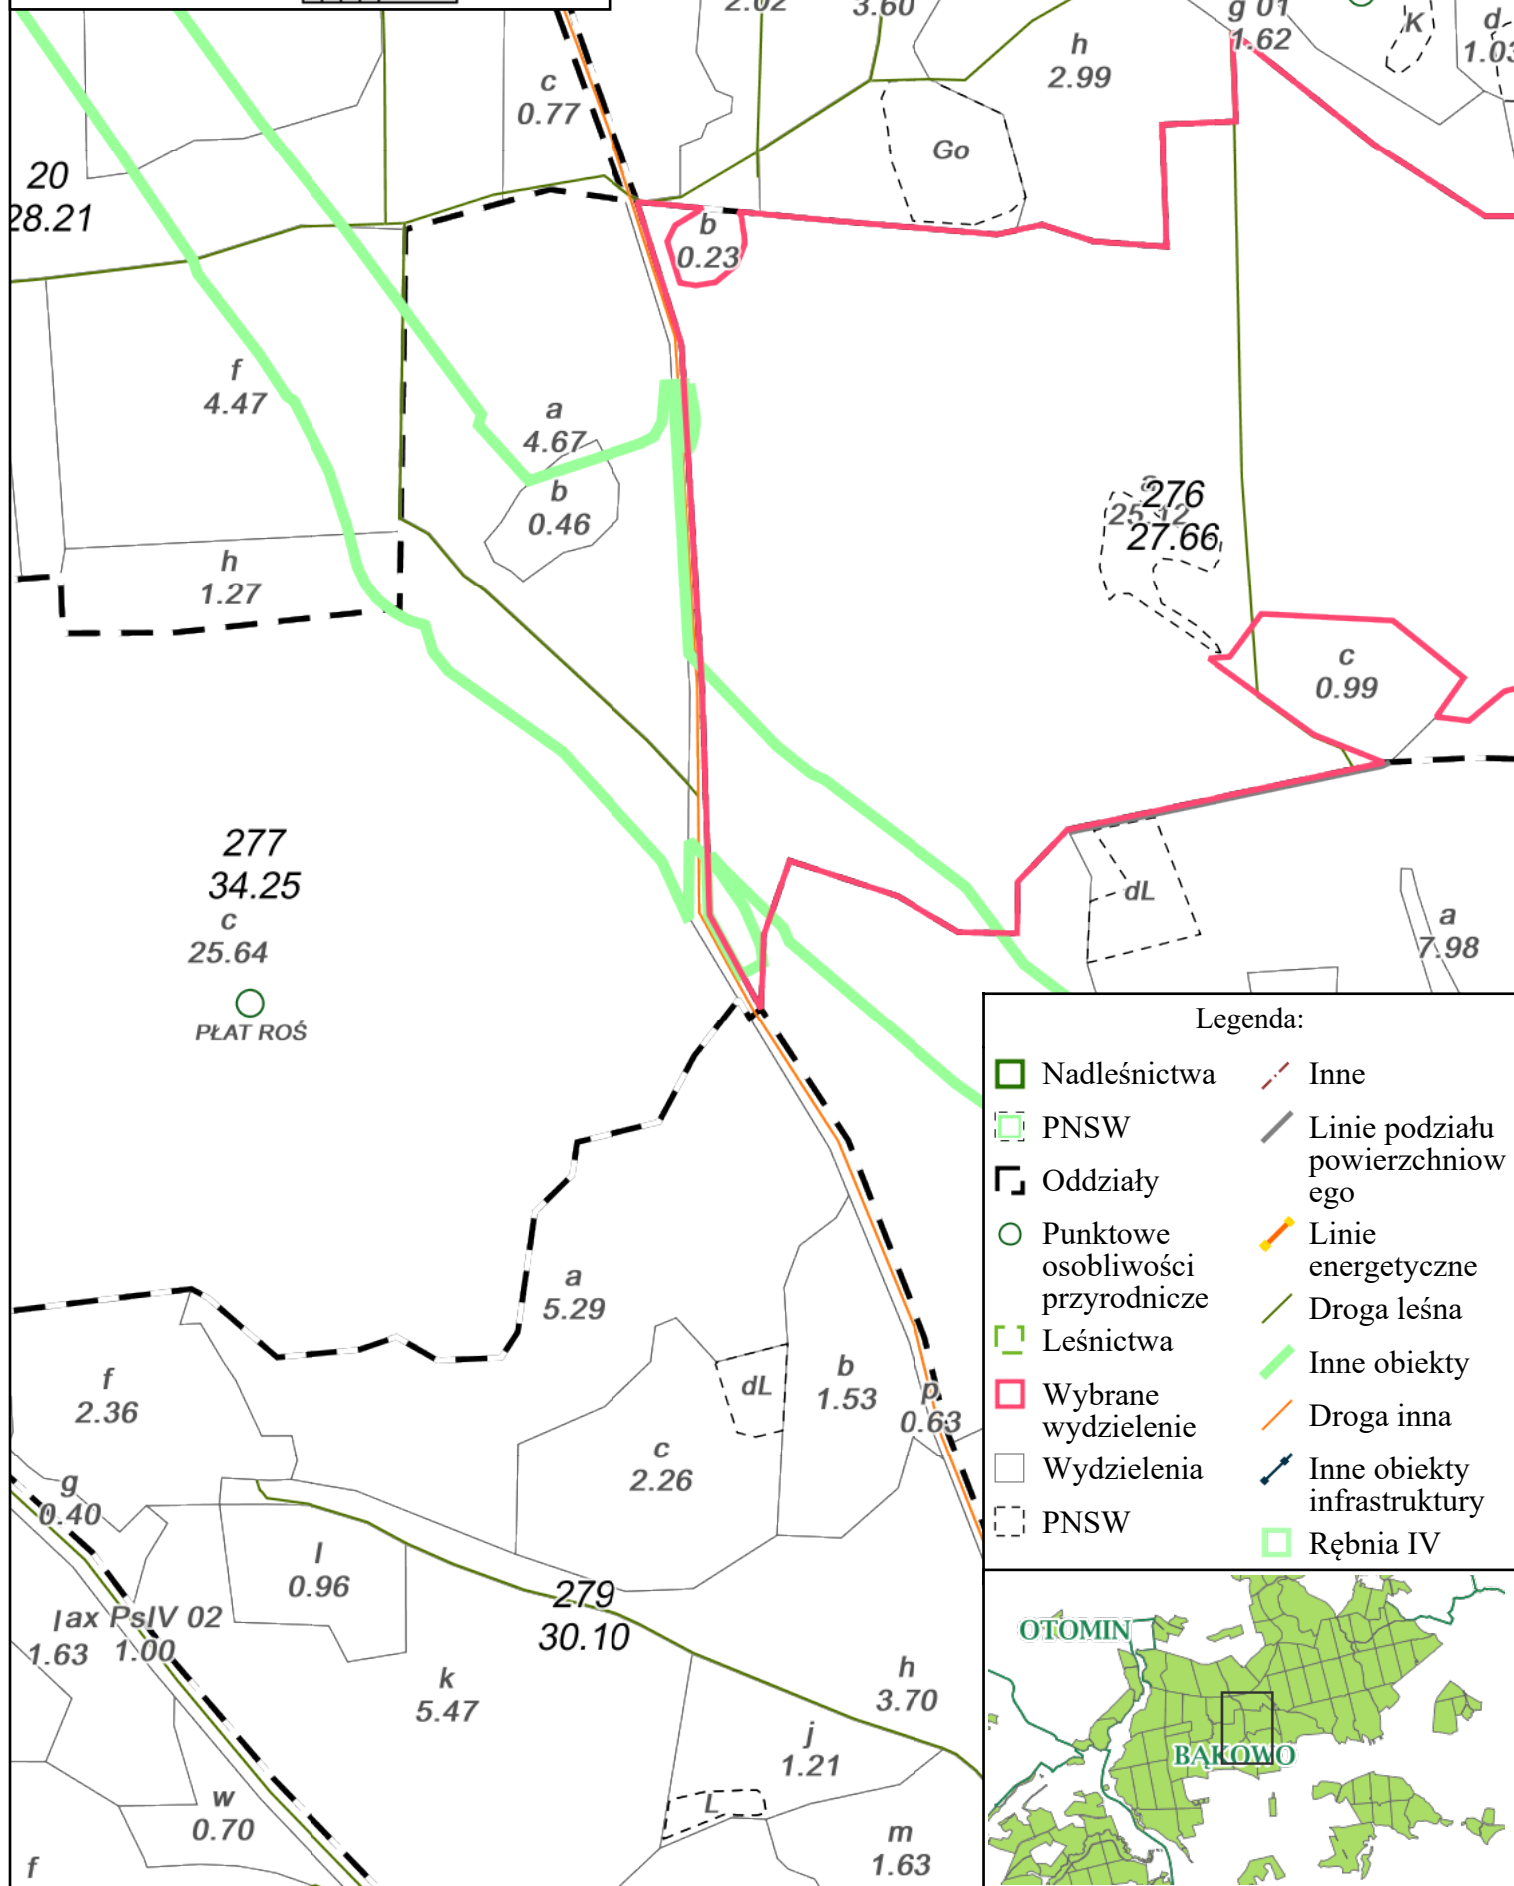 2.02
3.60
g 01
1.62
K
d
1.03
h
2.99
c
0.77
Go
20
28.21
b
0.23
f
4.47
a
4.67
b
0.46
276
25.12
27.66
h
1.27
c
0.99
277
34.25
c
25.64
PŁAT ROŚ
dL
a
7.98
a
5.29
f
2.36
dL
b
1.53
p
0.63
c
2.26
g
0.40
l
0.96
279
30.10
ax PsIV 02
1.63
1.00
k
5.47
h
3.70
j
1.21
L
w
0.70
m
1.63
f
Legenda:
Nadleśnictwa
PNSW
Oddziały
Punktowe
osobliwości
przyrodnicze
Leśnictwa
Wybrane
wydzielenie
Wydzielenia
PNSW
Inne
Linie podziału
powierzchniow
ego
Linie
energetyczne
Droga leśna
Inne obiekty
Droga inna
Inne obiekty
infrastruktury
Rębnia IV
OTOMIN
BĄKOWO